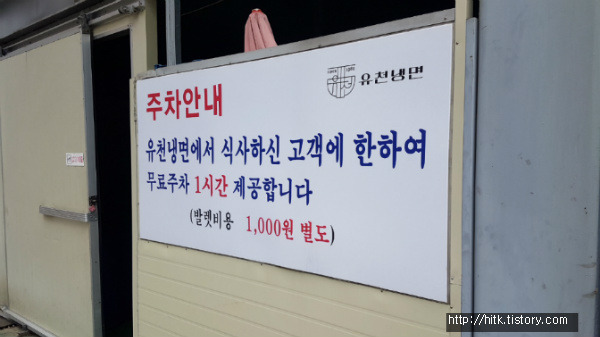 주차안내
유천냉면
유천냉면에서 식사하신 고객에 한하여
무료주차 1시간 제공합니다
(발렛비용 1,000원 별도)
http://hitk.tistory.com